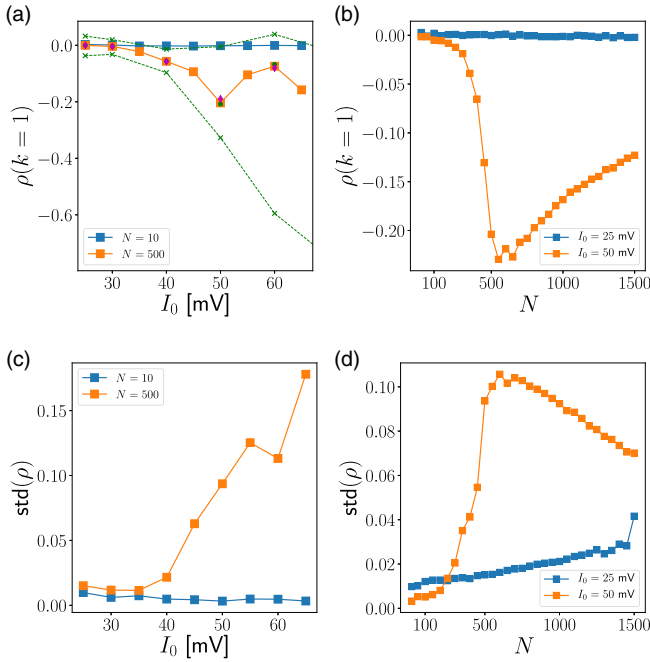 (a)
0.0
−0.2
−0.4
−0.6
ρ(k = 1)
N = 10
N = 500
30
40
50
60
I₀ [mV]
(b)
0.00
−0.05
−0.10
−0.15
−0.20
ρ(k = 1)
I₀ = 25 mV
I₀ = 50 mV
100
500
1000
1500
N
(c)
0.15
0.10
0.05
0.00
std(ρ)
N = 10
N = 500
30
40
50
60
I₀ [mV]
(d)
0.10
0.08
0.06
0.04
0.02
0.00
std(ρ)
I₀ = 25 mV
I₀ = 50 mV
100
500
1000
1500
N